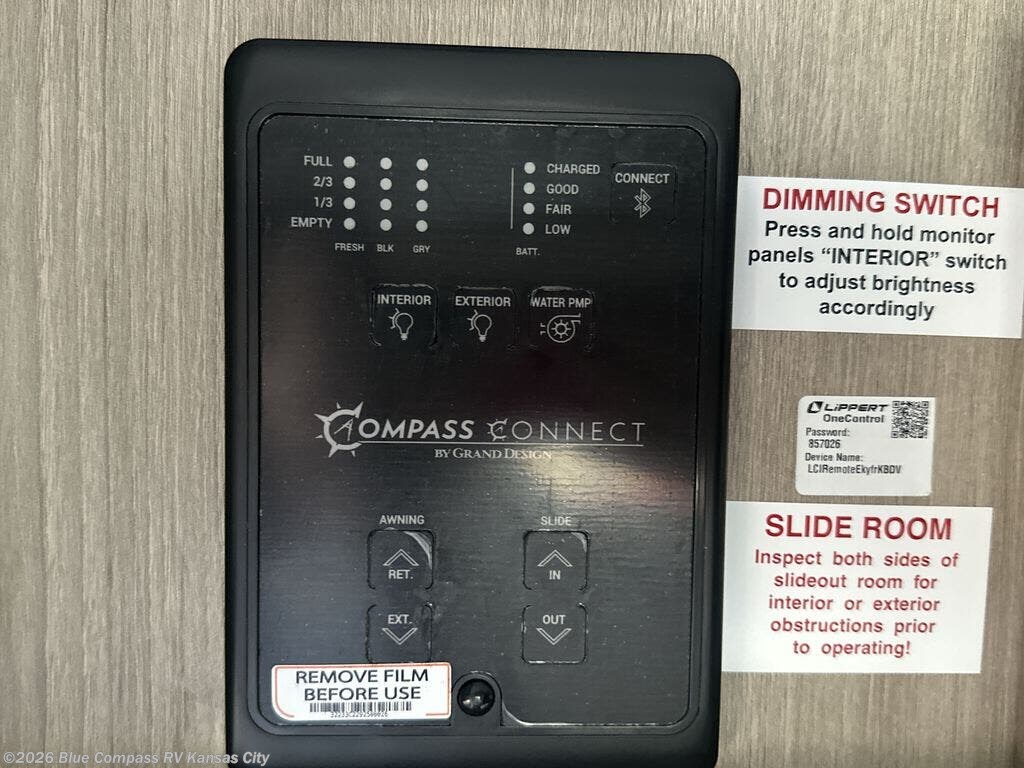 FULL
2/3
1/3
EMPTY
FRESH BLK GRY
CHARGED
GOOD
FAIR
LOW
BATT.
CONNECT
INTERIOR EXTERIOR WATER PMP
COMPASS CONNECT
BY GRAND DESIGN
AWNING SLIDE
RET. IN
EXT. OUT
REMOVE FILM
BEFORE USE
DIMMING SWITCH
Press and hold monitor
panels “INTERIOR” switch
to adjust brightness
accordingly
LIPPERT
OneControl
Password:
857026
Device Name:
LCIRemoteEkyfrKBDV
SLIDE ROOM
Inspect both sides of
slideout room for
interior or exterior
obstructions prior
to operating!
©2026 Blue Compass RV Kansas City